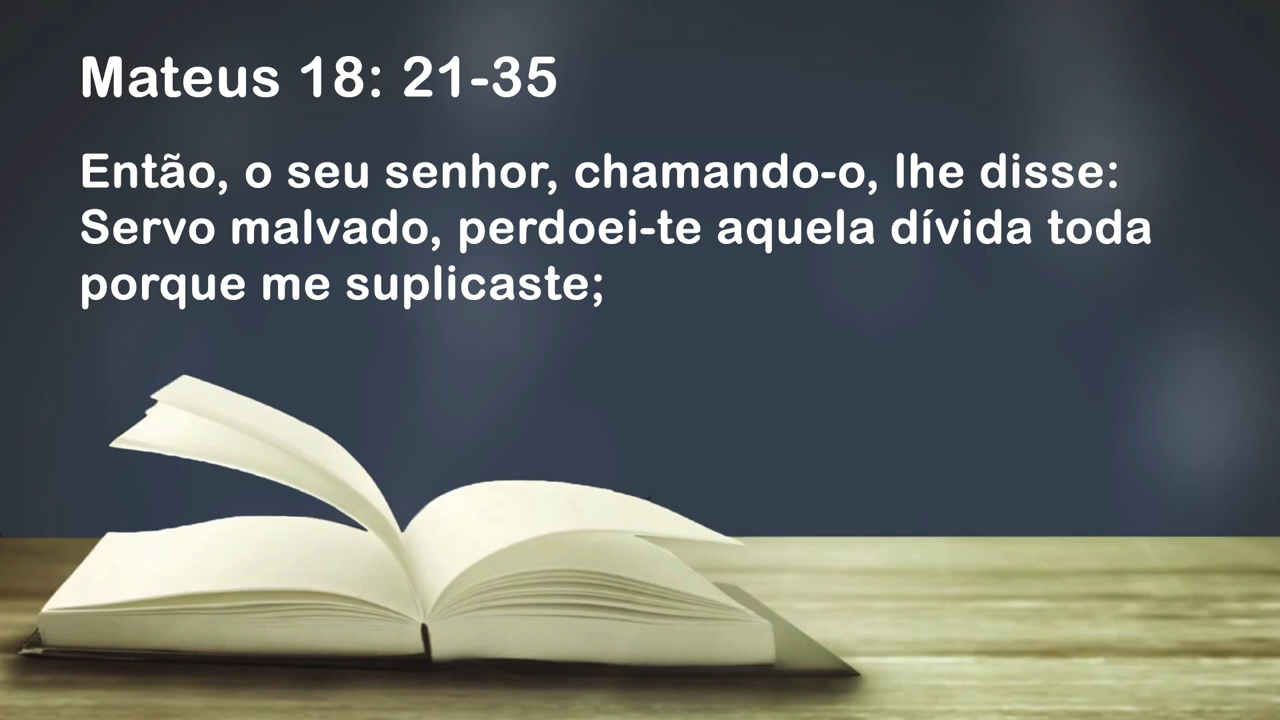 Mateus 18: 21-35
Então, o seu senhor, chamando-o, lhe disse:
Servo malvado, perdoei-te aquela dívida toda
porque me suplicaste;